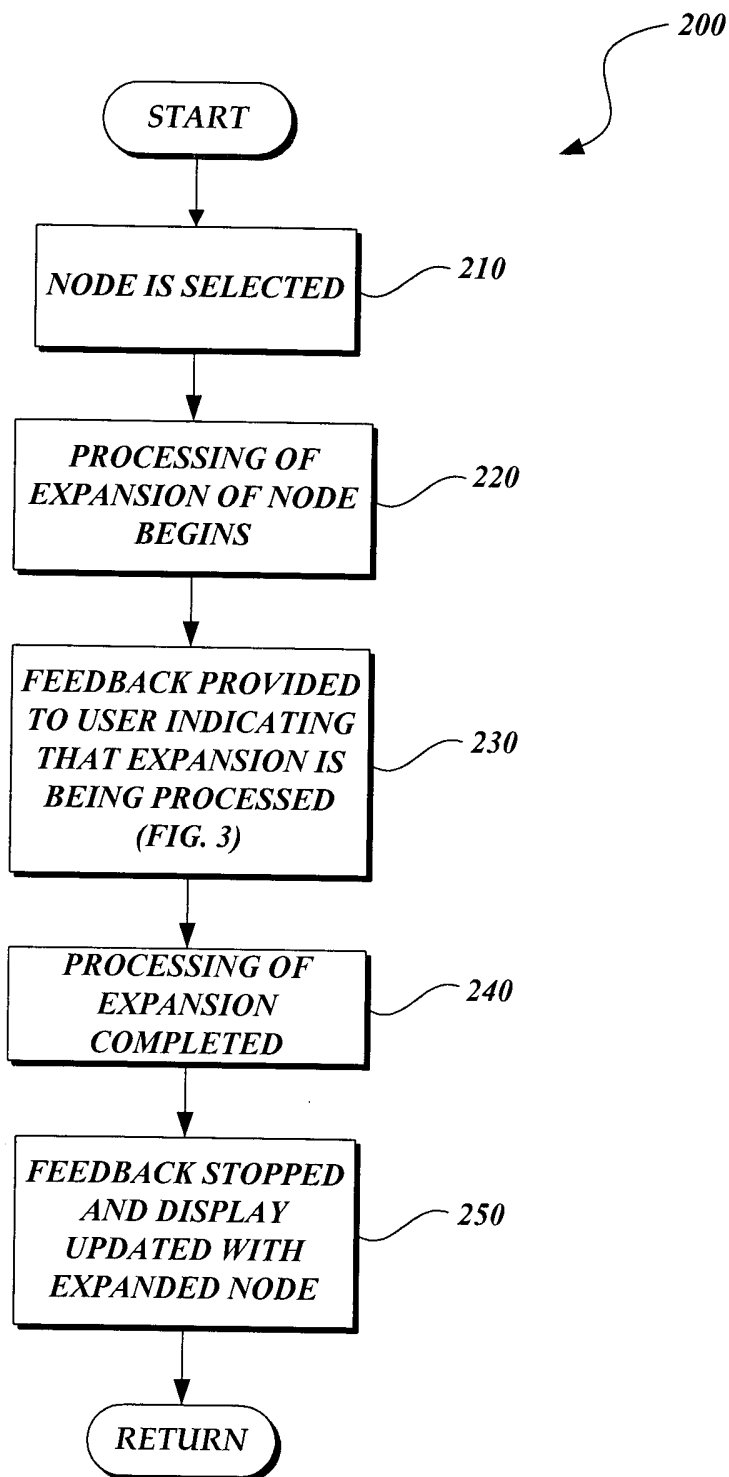 200
START
NODE IS SELECTED
210
PROCESSING OF
EXPANSION OF NODE
BEGINS
220
FEEDBACK PROVIDED
TO USER INDICATING
THAT EXPANSION IS
BEING PROCESSED
(FIG. 3)
230
PROCESSING OF
EXPANSION
COMPLETED
240
FEEDBACK STOPPED
AND DISPLAY
UPDATED WITH
EXPANDED NODE
250
RETURN